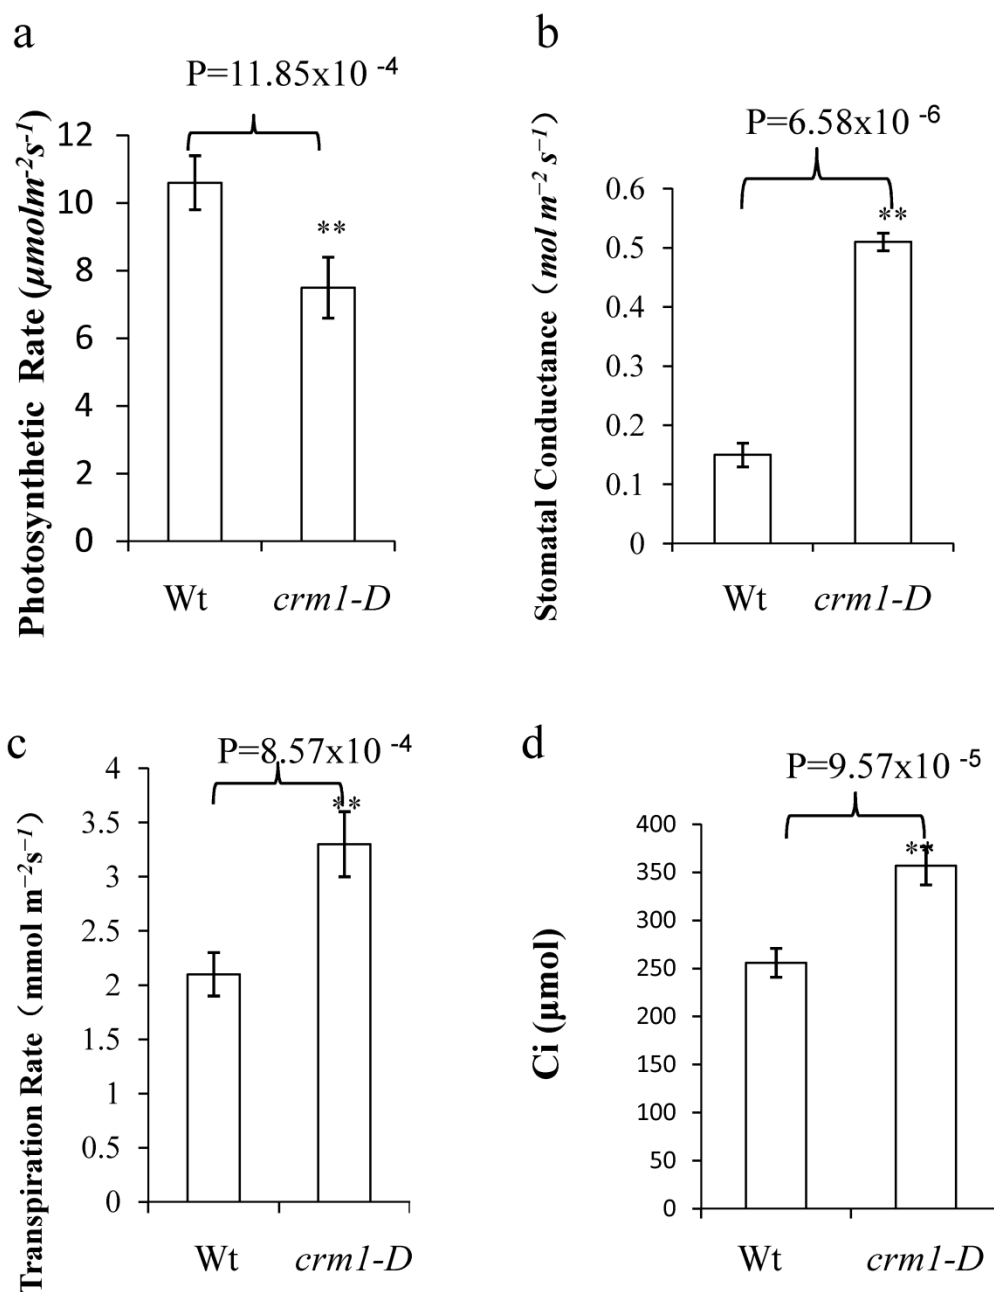 a
P=11.85x10 -4
Photosynthetic Rate (µmolm-2s-1)
12
10
8
6
4
2
0
**
Wt
crm1-D
b
P=6.58x10 -6
Stomatal Conductance (mol m−2 s−1)
0.6
0.5
0.4
0.3
0.2
0.1
0
**
Wt
crm1-D
c
P=8.57x10 -4
Transpiration Rate (mmol m−2s−1)
4
3.5
3
2.5
2
1.5
1
0.5
0
**
Wt
crm1-D
d
P=9.57x10 -5
Ci (µmol)
400
350
300
250
200
150
100
50
0
**
Wt
crm1-D